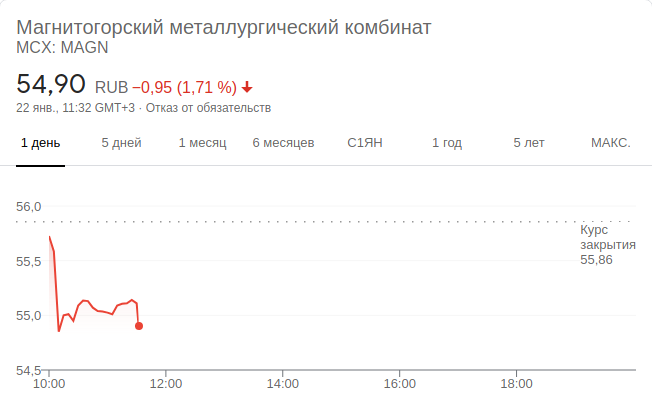 Магнитогорский металлургический комбинат
MCX: MAGN
54,90 RUB −0,95 (1,71 %)
22 янв., 11:32 GMT+3 · Отказ от обязательств
1 день 5 дней 1 месяц 6 месяцев С1ЯН 1 год 5 лет МАКС.
56,0
Курс
закрытия
55,5 55,86
55,0
54,5
10:00 12:00 14:00 16:00 18:00